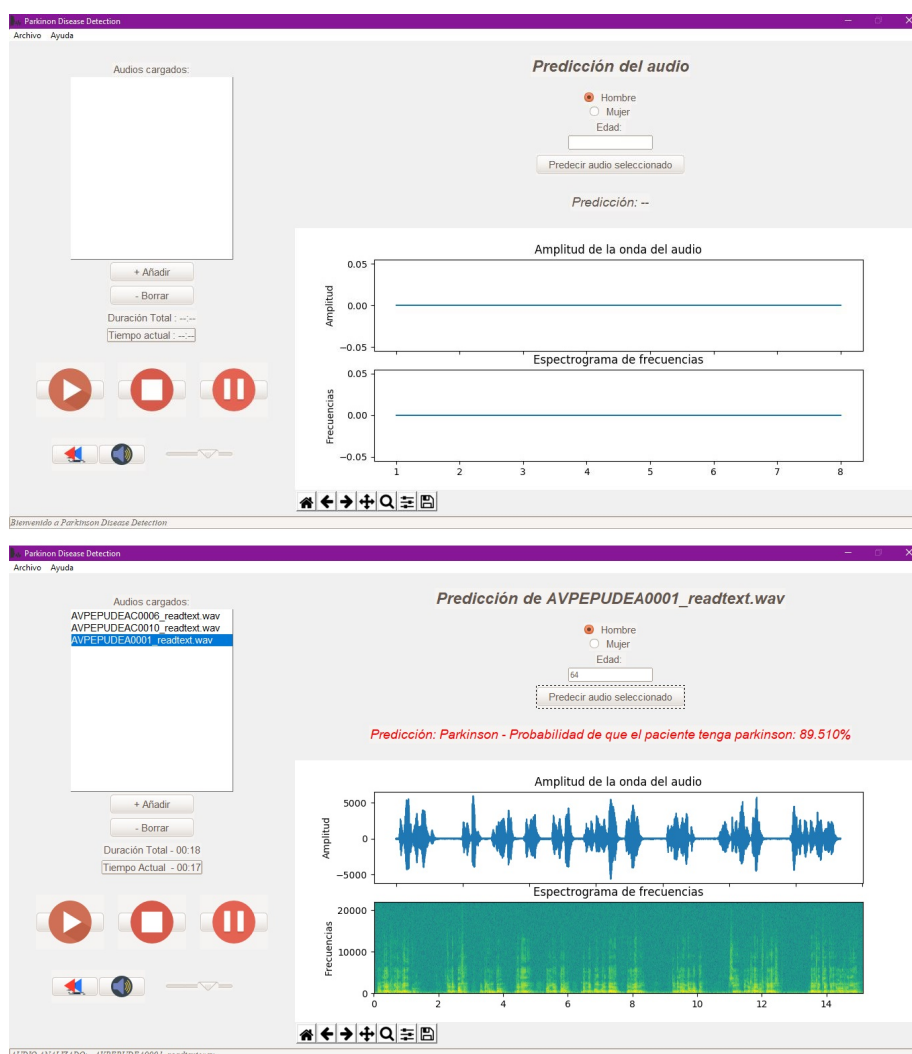 Parkinon Disease Detection
Archivo Ayuda
Audios cargados:
+ Añadir
- Borrar
Duración Total : --:--
Tiempo actual : --:--
Predicción del audio
Hombre
Mujer
Edad:
Predecir audio seleccionado
Predicción: --
Amplitud de la onda del audio
Amplitud
0.05
0.00
−0.05
Espectrograma de frecuencias
Frecuencias
0.05
0.00
−0.05
1 2 3 4 5 6 7 8
Bienvenido a Parkinson Disease Detection
Parkinon Disease Detection
Archivo Ayuda
Audios cargados:
AVPEPUDEAC0006_readtext.wav
AVPEPUDEAC0010_readtext.wav
AVPEPUDEA0001_readtext.wav
+ Añadir
- Borrar
Duración Total - 00:18
Tiempo Actual - 00:17
Predicción de AVPEPUDEA0001_readtext.wav
Hombre
Mujer
Edad:
64
Predecir audio seleccionado
Predicción: Parkinson - Probabilidad de que el paciente tenga parkinson: 89.510%
Amplitud de la onda del audio
Amplitud
5000
0
−5000
Espectrograma de frecuencias
Frecuencias
20000
10000
0
0 2 4 6 8 10 12 14